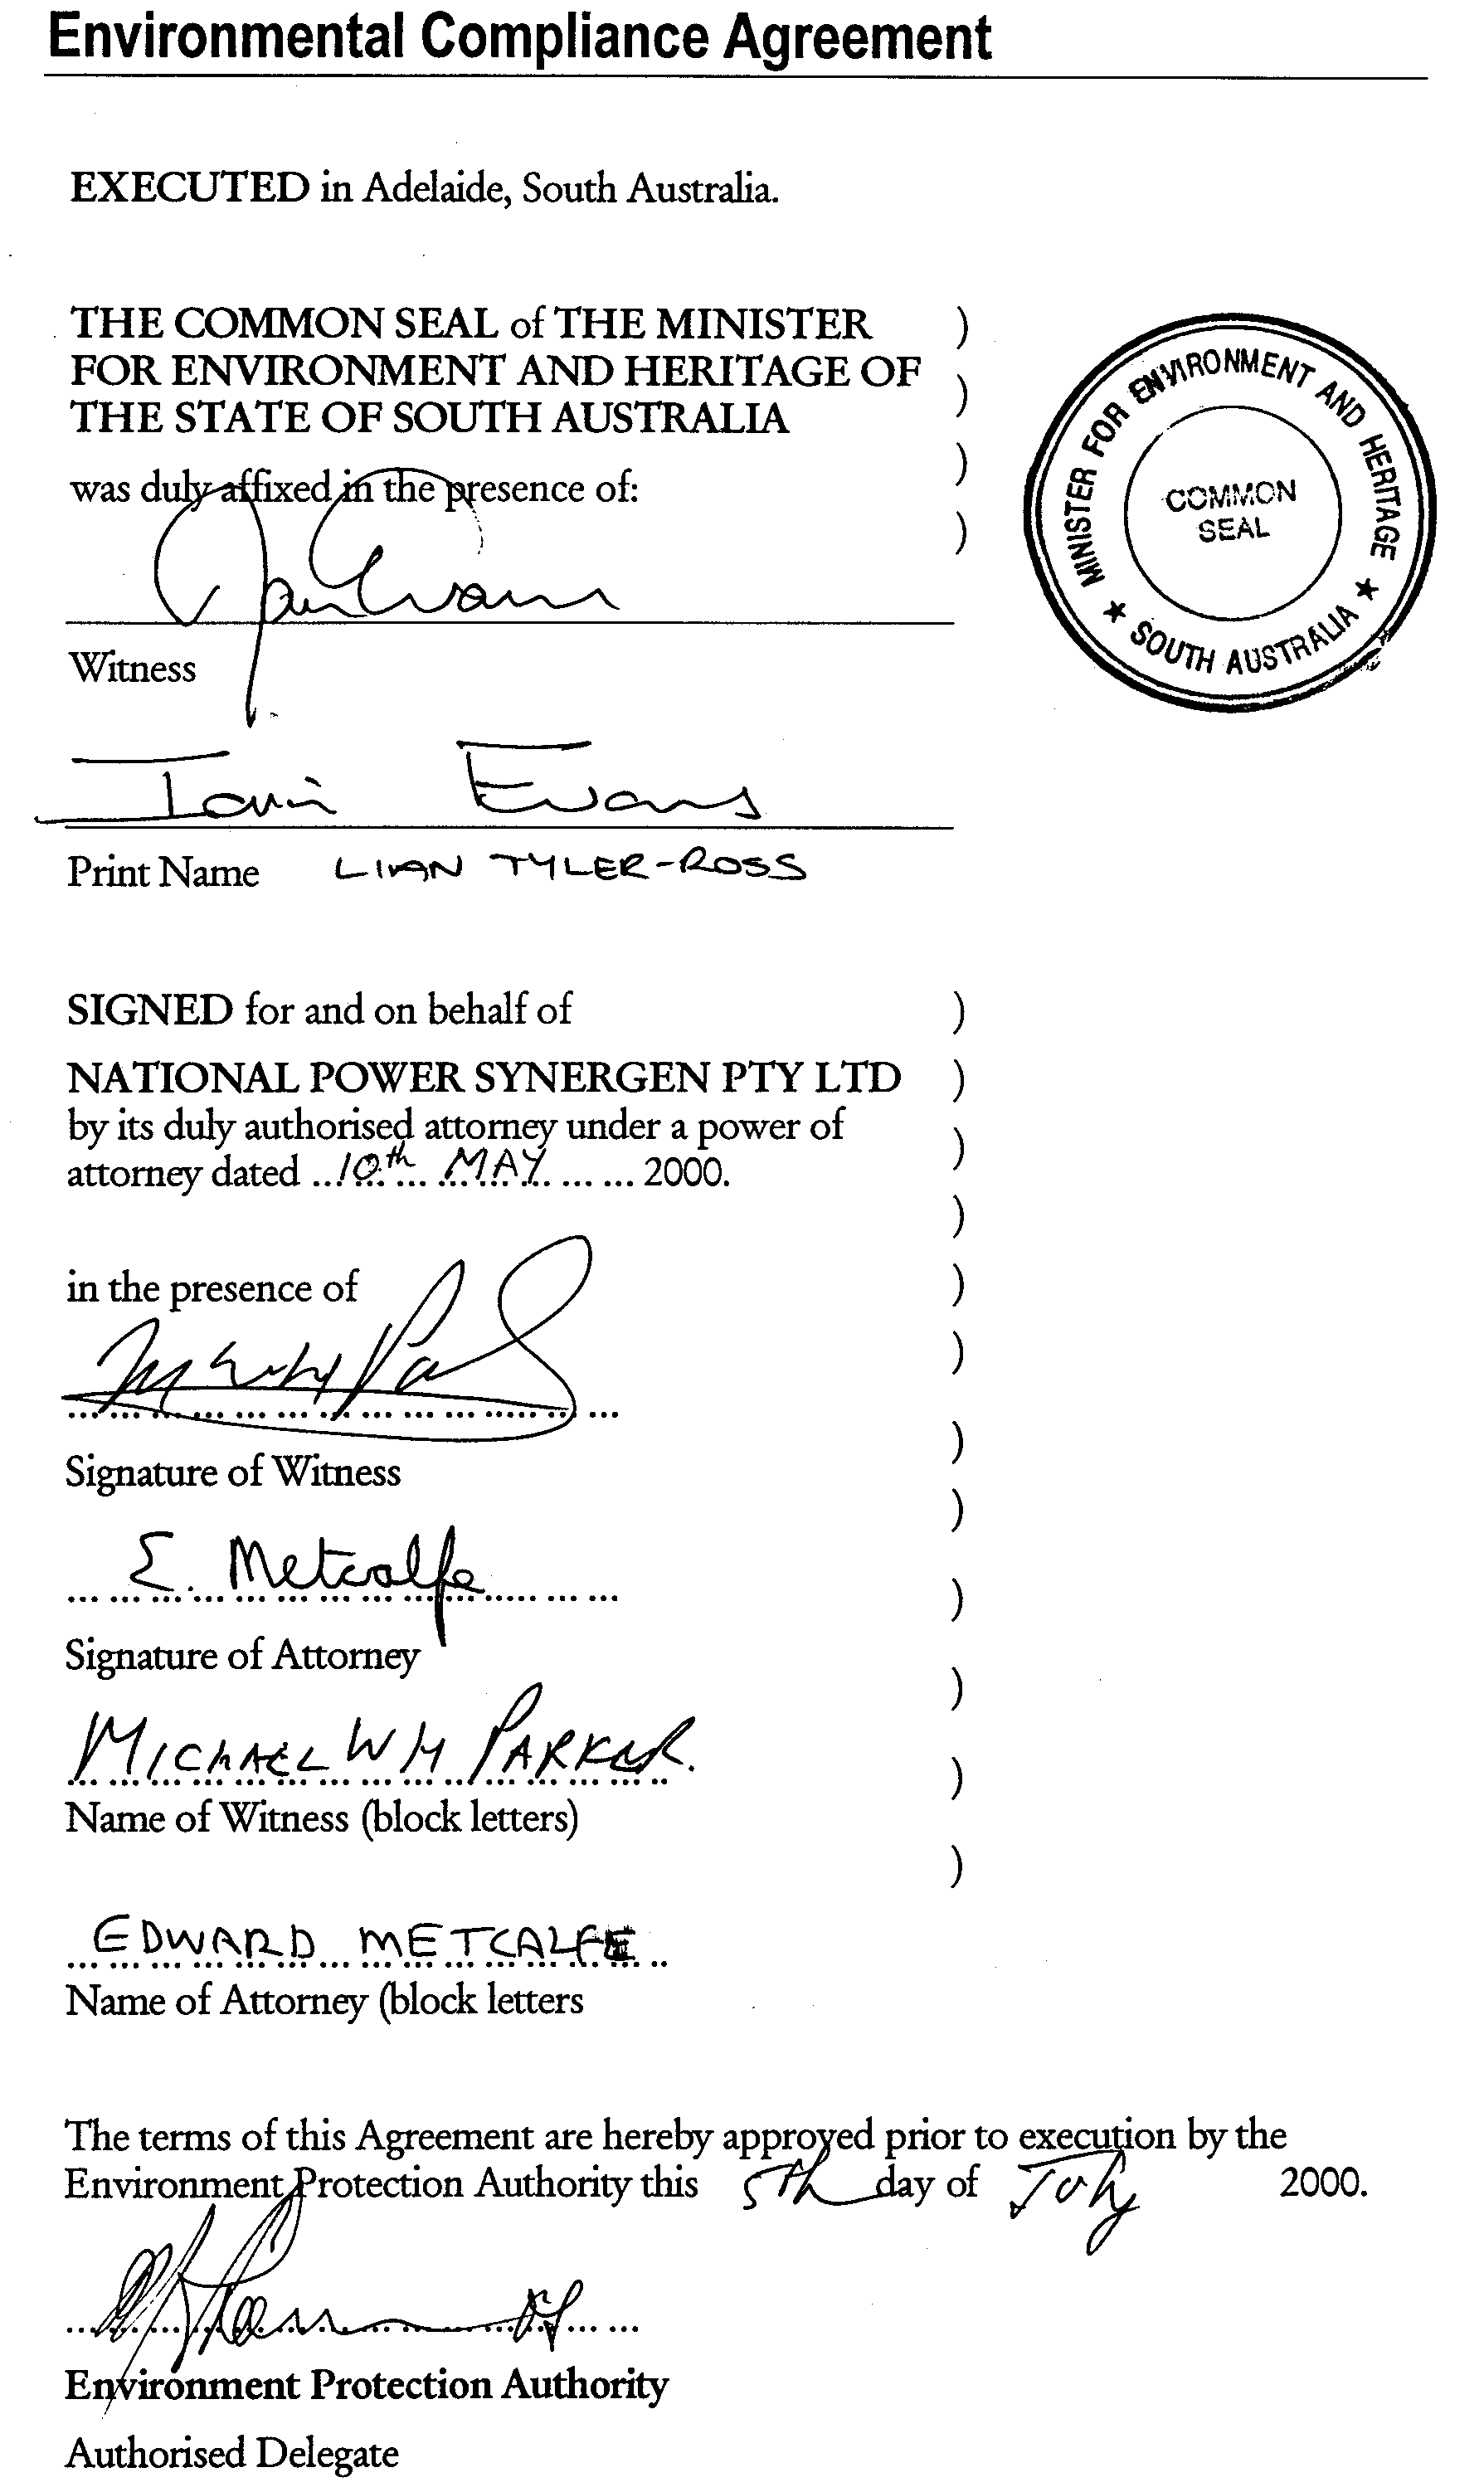 Environmental Compliance Agreement
EXECUTED in Adelaide, South Australia.
THE COMMON SEAL of THE MINISTER )
FOR ENVIRONMENT AND HERITAGE OF )
THE STATE OF SOUTH AUSTRALIA )
was duly affixed in the presence of: )
MINISTER FOR ENVIRONMENT AND HERITAGE
★ SOUTH AUSTRALIA ★
COMMON
SEAL
Witness
Iain Evans
Print Name LIVAN TYLER-ROSS
SIGNED for and on behalf of )
NATIONAL POWER SYNERGEN PTY LTD )
by its duly authorised attorney under a power of )
attorney dated ..10th... MAY... ... 2000. )
in the presence of )
)
)
Signature of Witness )
E. Metcalfe )
Signature of Attorney )
MICHAEL WM PARKER. )
Name of Witness (block letters) )
EDWARD METCALFE
Name of Attorney (block letters
The terms of this Agreement are hereby approved prior to execution by the
Environment Protection Authority this 5th day of July 2000.
Environment Protection Authority
Authorised Delegate